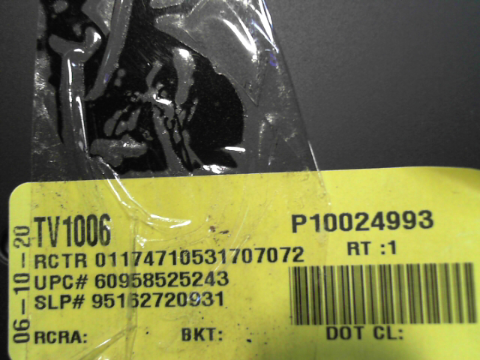 TV1006
P10024993
RCTR 01174710531707072
RT :1
UPC# 60958525243
SLP# 95162720931
RCRA: BKT: DOT CL:
06-10-20